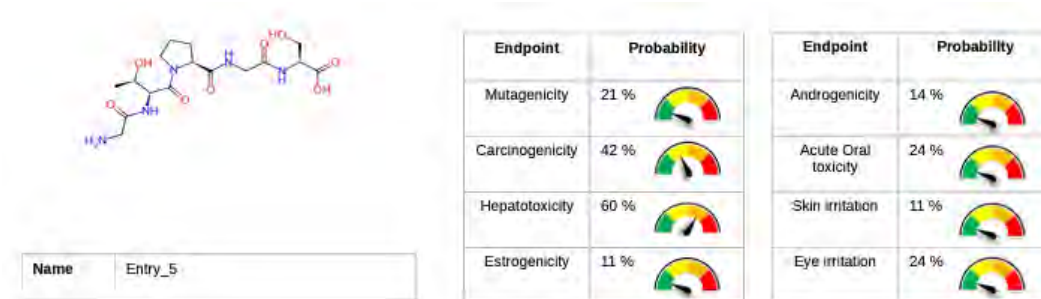 HO
OH
H
N
O
O
N
N
H
O
OH
O
O
O
NH
H₂N
Name Entry_5
Endpoint Probability
Mutagenicity 21 %
Carcinogenicity 42 %
Hepatotoxicity 60 %
Estrogenicity 11 %
Endpoint Probability
Androgenicity 14 %
Acute Oral
toxicity 24 %
Skin irritation 11 %
Eye irritation 24 %